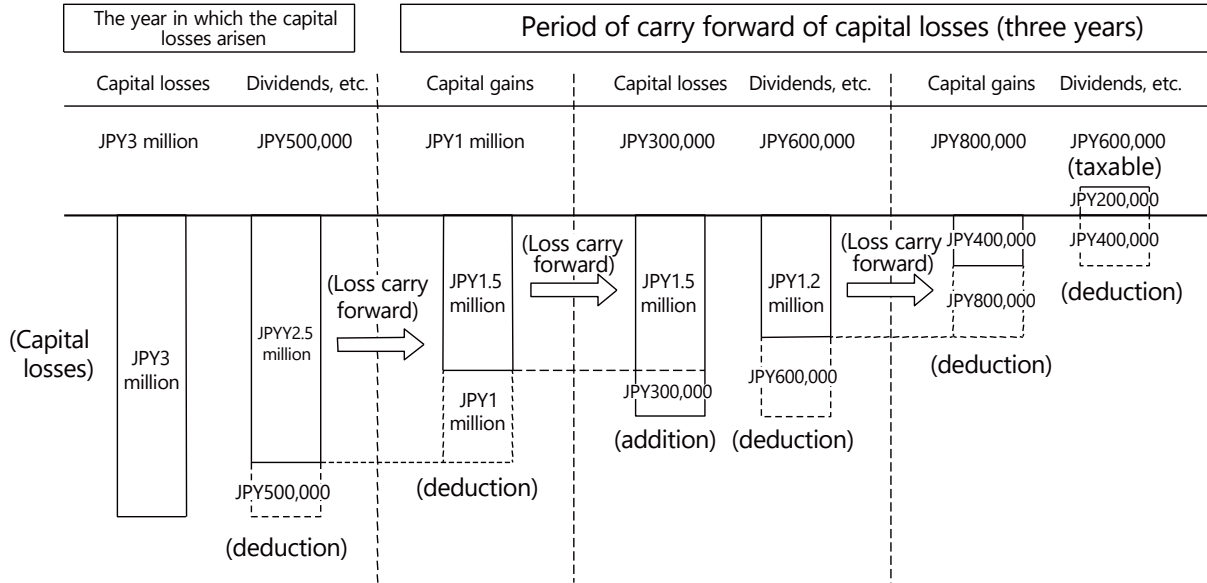 The year in which the capital
losses arisen
Period of carry forward of capital losses (three years)
Capital losses
Dividends, etc.
Capital gains
Capital losses
Dividends, etc.
Capital gains
Dividends, etc.
JPY3 million
JPY500,000
JPY1 million
JPY300,000
JPY600,000
JPY800,000
JPY600,000
(taxable)
JPY200,000
(Capital
losses)
JPY3
million
JPYY2.5
million
JPY500,000
(deduction)
(Loss carry
forward)
JPY1.5
million
JPY1
million
(deduction)
(Loss carry
forward)
JPY1.5
million
JPY300,000
(addition)
JPY1.2
million
JPY600,000
(deduction)
(Loss carry
forward)
JPY400,000
JPY800,000
(deduction)
JPY400,000
(deduction)